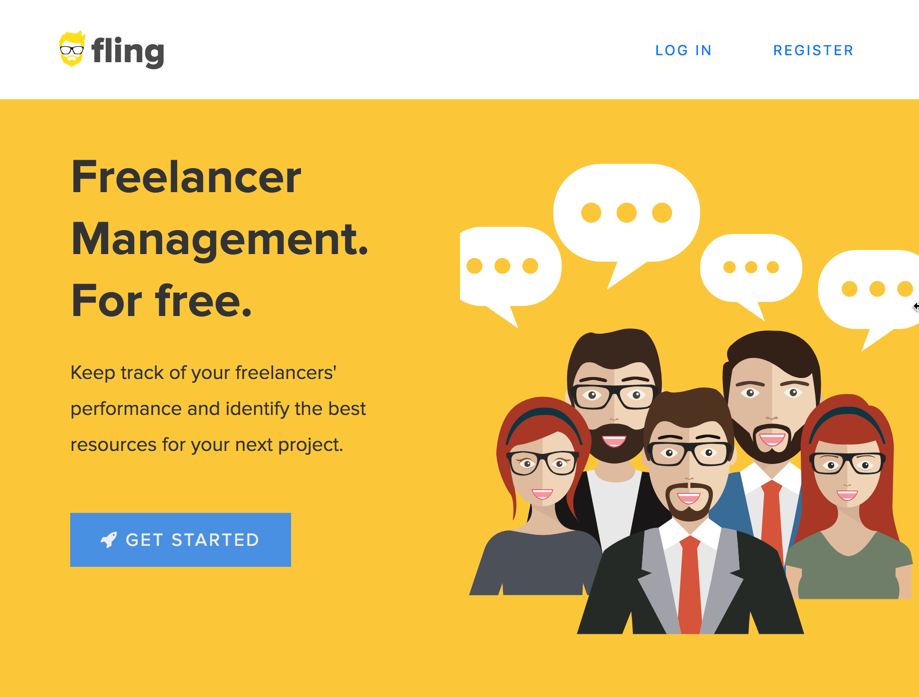 fling
LOG IN
REGISTER
Freelancer
Management.
For free.
Keep track of your freelancers'
performance and identify the best
resources for your next project.
GET STARTED